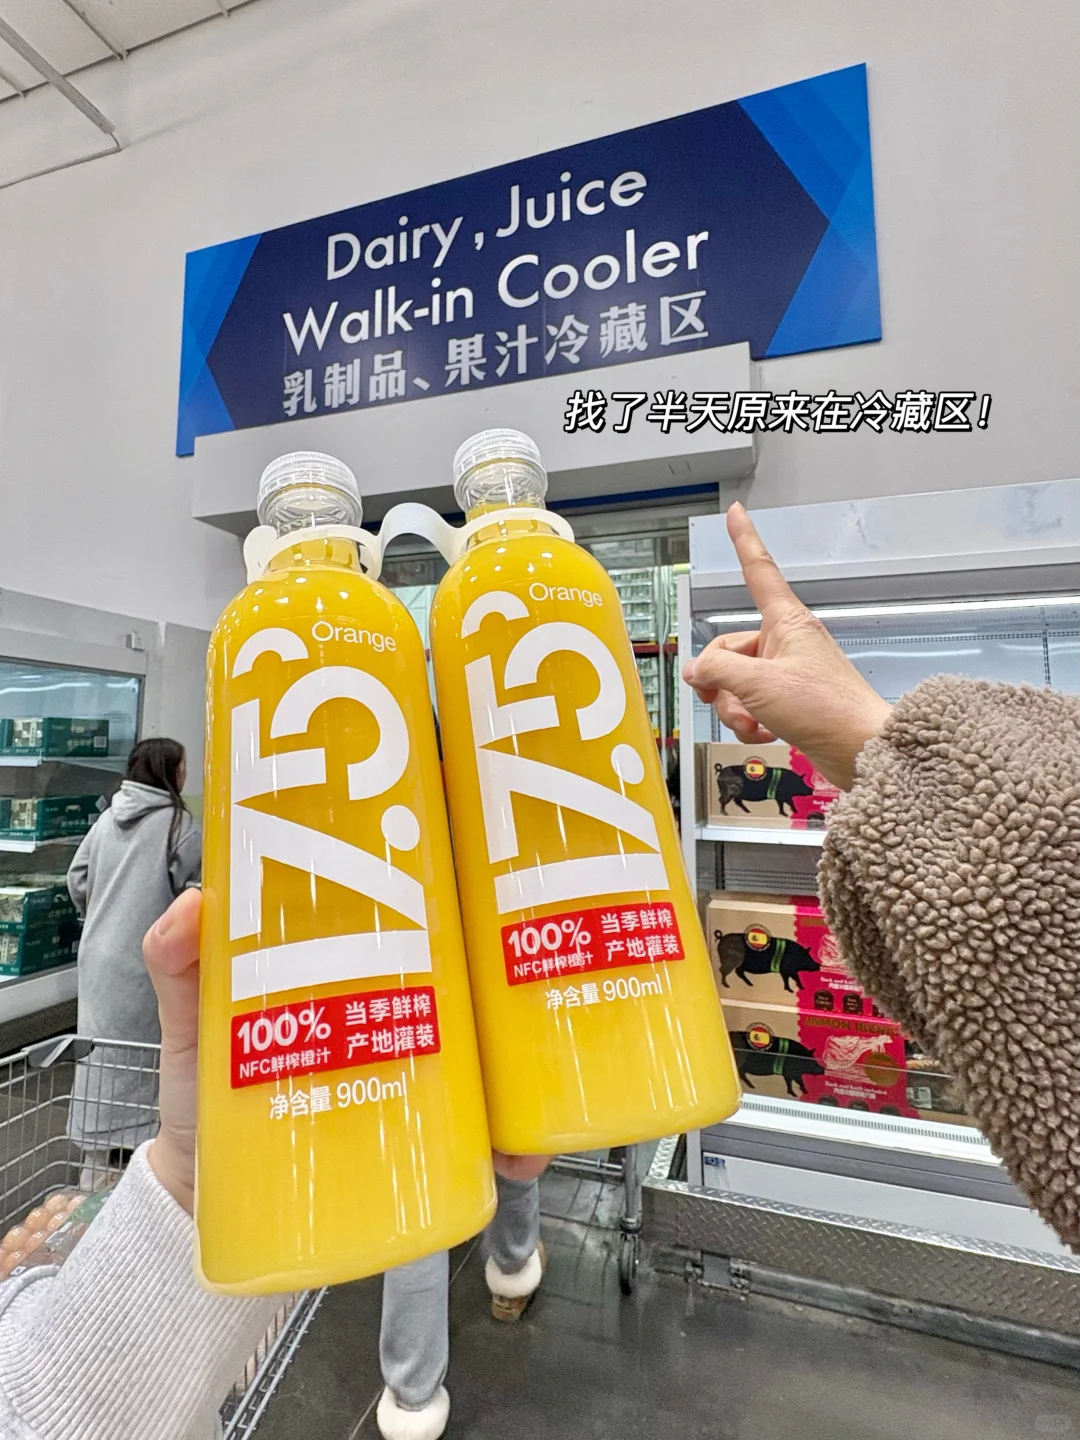 Dairy, Juice
Walk-in Cooler
乳制品、果汁冷藏区
找了半天原来在冷藏区！
Orange
17.5°
100%
NFC鲜榨橙汁
当季鲜榨
产地灌装
净含量 900ml
Orange
17.5°
100%
NFC鲜榨橙汁
当季鲜榨
产地灌装
净含量 900ml